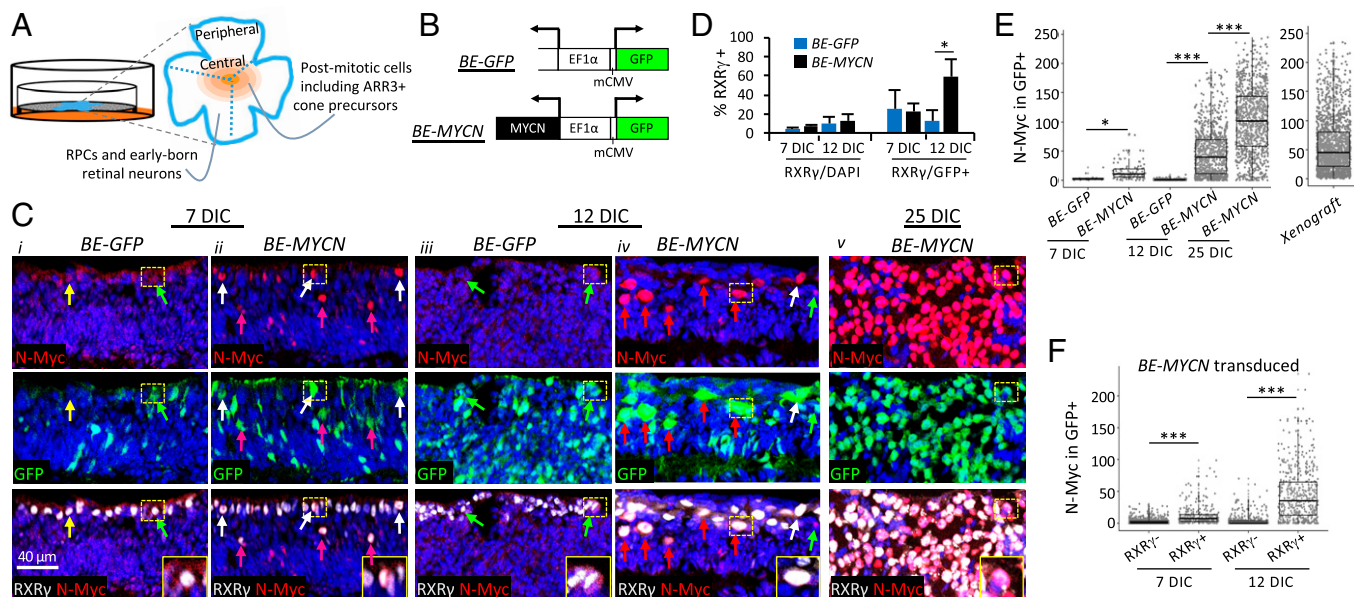 A
Peripheral
Central
Post-mitotic cells
including ARR3+
cone precursors
RPCs and early-born
retinal neurons
B
BE-GFP
EF1α
GFP
mCMV
BE-MYCN
MYCN
EF1α
GFP
mCMV
C
7 DIC
12 DIC
25 DIC
i
BE-GFP
ii
BE-MYCN
iii
BE-GFP
iv
BE-MYCN
v
BE-MYCN
N-Myc
N-Myc
N-Myc
N-Myc
N-Myc
GFP
GFP
GFP
GFP
GFP
40 µm
RXRγ N-Myc
RXRγ N-Myc
RXRγ N-Myc
RXRγ N-Myc
RXRγ N-Myc
D
% RXRγ +
100
80
60
40
20
0
BE-GFP
BE-MYCN
*
7 DIC 12 DIC 7 DIC 12 DIC
RXRγ/DAPI RXRγ/GFP+
E
N-Myc in GFP+
250
200
150
100
50
0
* *** ***
BE-GFP
BE-MYCN
BE-GFP
BE-MYCN
BE-MYCN
7 DIC 12 DIC 25 DIC
250
200
150
100
50
0
Xenograft
F
BE-MYCN transduced
N-Myc in GFP+
200
150
100
50
0
*** ***
RXRγ- RXRγ+ RXRγ- RXRγ+
7 DIC 12 DIC